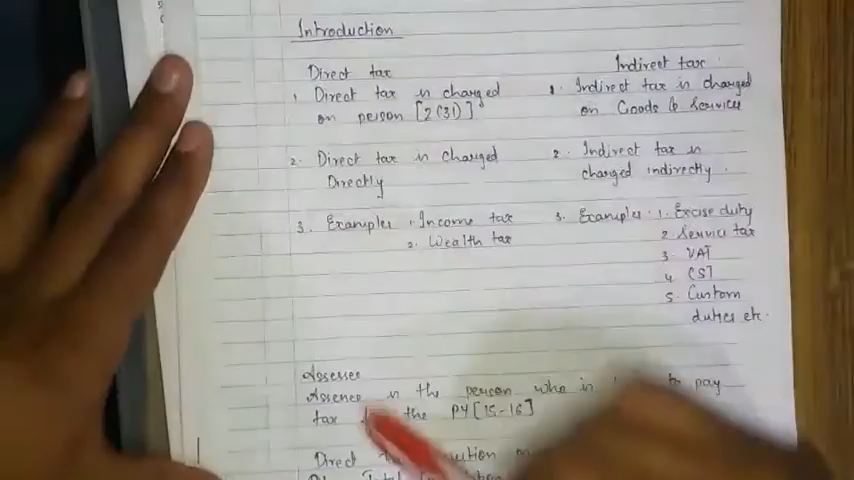 Introduction
Direct tax
1. Direct tax is charged
on person [2(31)]
2. Direct tax is charged
Directly
3. Examples 1. Income tax
2. Wealth tax
Indirect tax
1. Indirect tax is charged
on Goods & Services
2. Indirect tax is
charged indirectly.
3. Examples. 1. Excise duty
2 Service tax
3. VAT
4 CST
5. Custom
duties etc.
Assessee
Assessee is the person who is to pay
tax the PY [15-16]
Direct